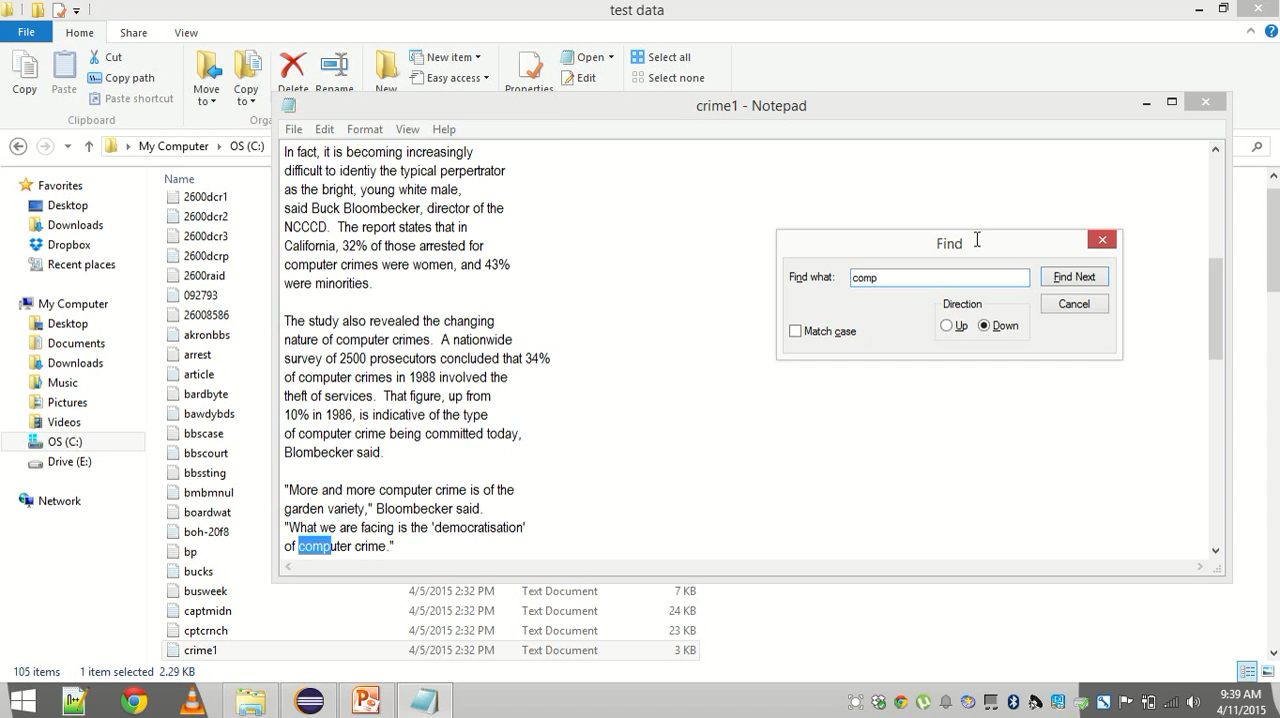 test data
File Home Share View
Copy
Paste
Cut
Copy path
Paste shortcut
Clipboard
Move to
Copy to
Delete
Rename
Orga
New
New item
Easy access
Properties
Open
Edit
Select all
Select none
My Computer OS (C:)
crime1 - Notepad
File Edit Format View Help
In fact, it is becoming increasingly
difficult to identiy the typical perpertrator
as the bright, young white male,
said Buck Bloombecker, director of the
NCCCD. The report states that in
California, 32% of those arrested for
computer crimes were women, and 43%
were minorities.
The study also revealed the changing
nature of computer crimes. A nationwide
survey of 2500 prosecutors concluded that 34%
of computer crimes in 1988 involved the
theft of services. That figure, up from
10% in 1986, is indicative of the type
of computer crime being committed today,
Blombecker said.
"More and more computer crime is of the
garden variety," Bloombecker said.
"What we are facing is the 'democratisation'
of computer crime."
Find
Find what: comp
Find Next
Direction
Cancel
Up Down
Match case
Favorites
Desktop
Downloads
Dropbox
Recent places
My Computer
Desktop
Documents
Downloads
Music
Pictures
Videos
OS (C:)
Drive (E:)
Network
Name
2600dcr1
2600dcr2
2600dcr3
2600dcrp
2600raid
092793
26008586
akronbbs
arrest
article
bardbyte
bawdybds
bbscase
bbscourt
bbssting
bmbmnul
boardwat
boh-20f8
bp
bucks
busweek 4/5/2015 2:32 PM Text Document 7 KB
captmidn 4/5/2015 2:32 PM Text Document 24 KB
cptcrnch 4/5/2015 2:32 PM Text Document 23 KB
crime1 4/5/2015 2:32 PM Text Document 3 KB
105 items 1 item selected 2.29 KB
9:39 AM
4/11/2015